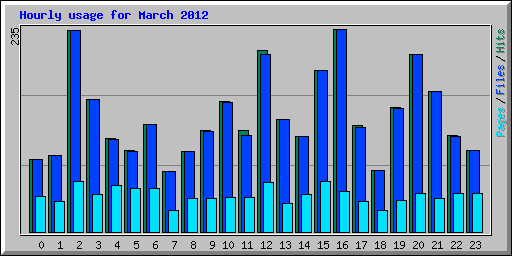 Hourly usage for March 2012
235
Pages/Files/Hits
0 1 2 3 4 5 6 7 8 9 10 11 12 13 14 15 16 17 18 19 20 21 22 23